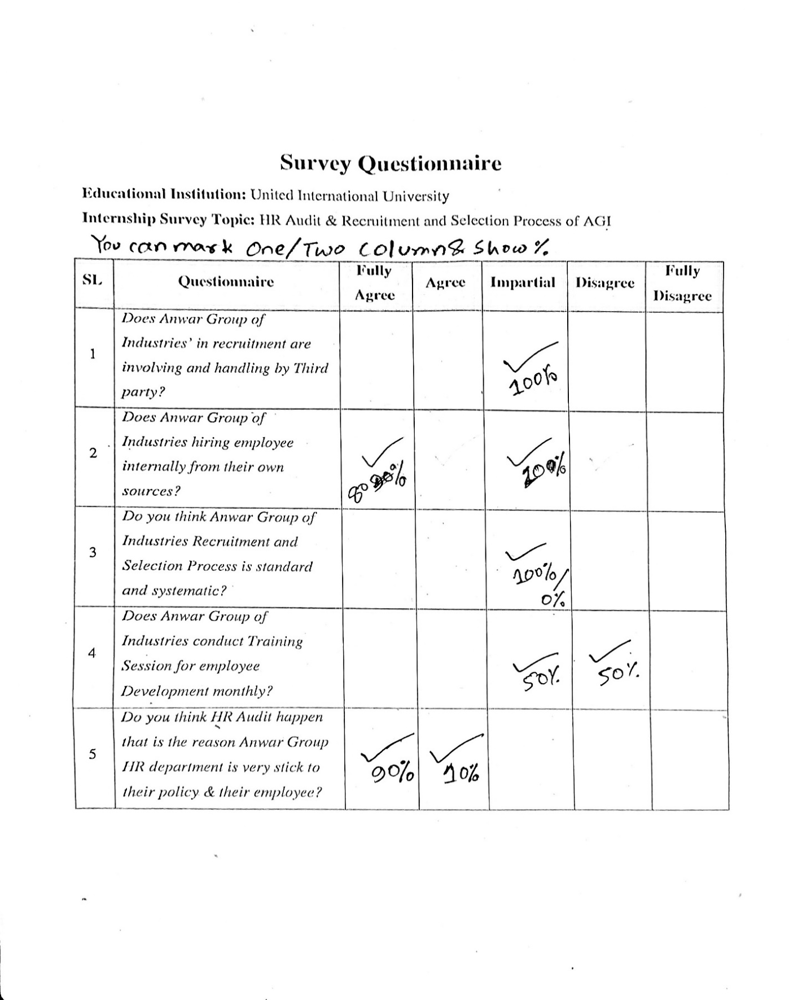 Survey Questionnaire
Educational Institution: United International University
Internship Survey Topic: HR Audit & Recruitment and Selection Process of AGI
You can mark One/Two column & show %
SL Questionnaire Fully Agree Agree Impartial Disagree Fully Disagree
1
Does Anwar Group of
Industries' in recruitment are
involving and handling by Third
party?
100%
2
Does Anwar Group of
Industries hiring employee
internally from their own
sources?
80 %
%
3
Do you think Anwar Group of
Industries Recruitment and
Selection Process is standard
and systematic?
100%/
0%
4
Does Anwar Group of
Industries conduct Training
Session for employee
Development monthly?
50%
50%
5
Do you think HR Audit happen
that is the reason Anwar Group
HR department is very stick to
their policy & their employee?
90%
10%